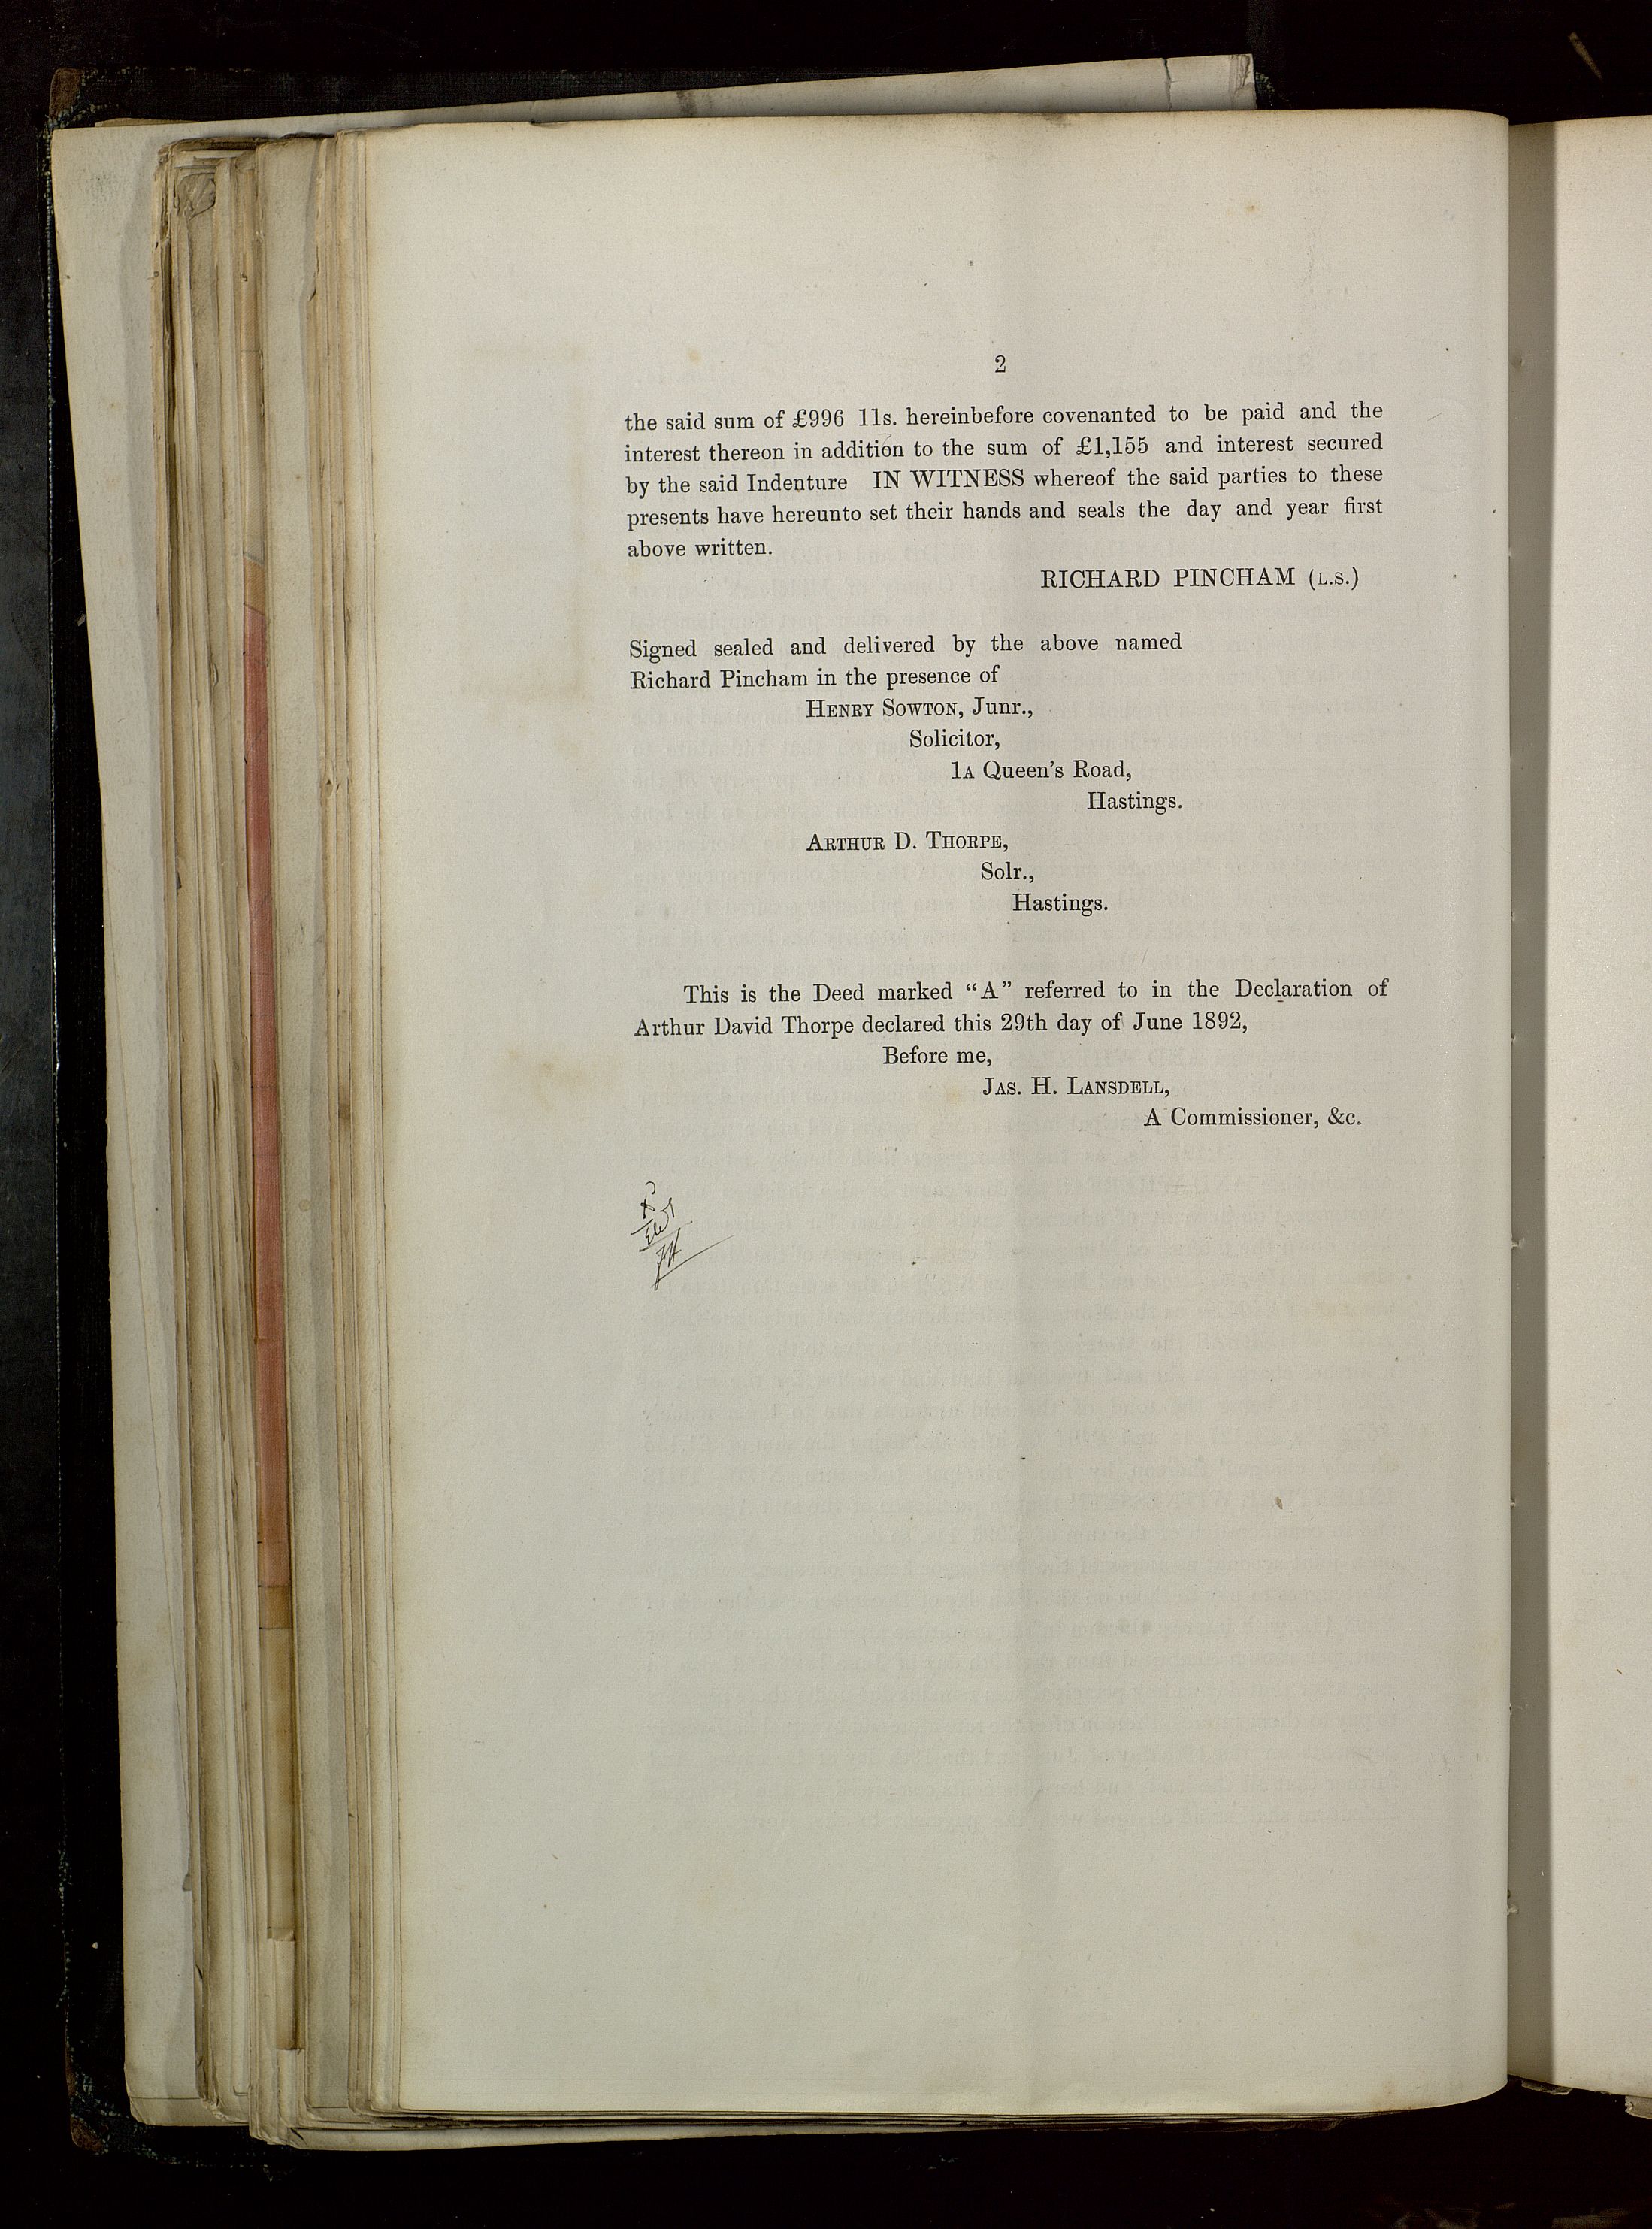 2
the said sum of £996 11s. hereinbefore covenanted to be paid and the
interest thereon in addition to the sum of £1,155 and interest secured
by the said Indenture IN WITNESS whereof the said parties to these
presents have hereunto set their hands and seals the day and year first
above written.
RICHARD PINCHAM (L.S.)
Signed sealed and delivered by the above named
Richard Pincham in the presence of
HENRY SOWTON, Junr.,
Solicitor,
1A Queen's Road,
Hastings.
ARTHUR D. THORPE,
Solr.,
Hastings.
This is the Deed marked “A” referred to in the Declaration of
Arthur David Thorpe declared this 29th day of June 1892,
Before me,
JAS. H. LANSDELL,
A Commissioner, &c.